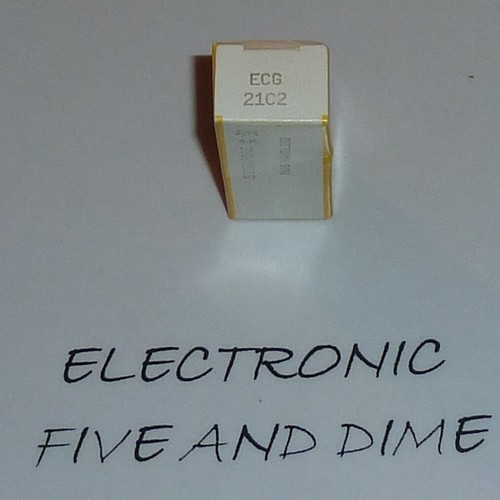 ECG
21C2
ELECTRONIC
FIVE AND DIME